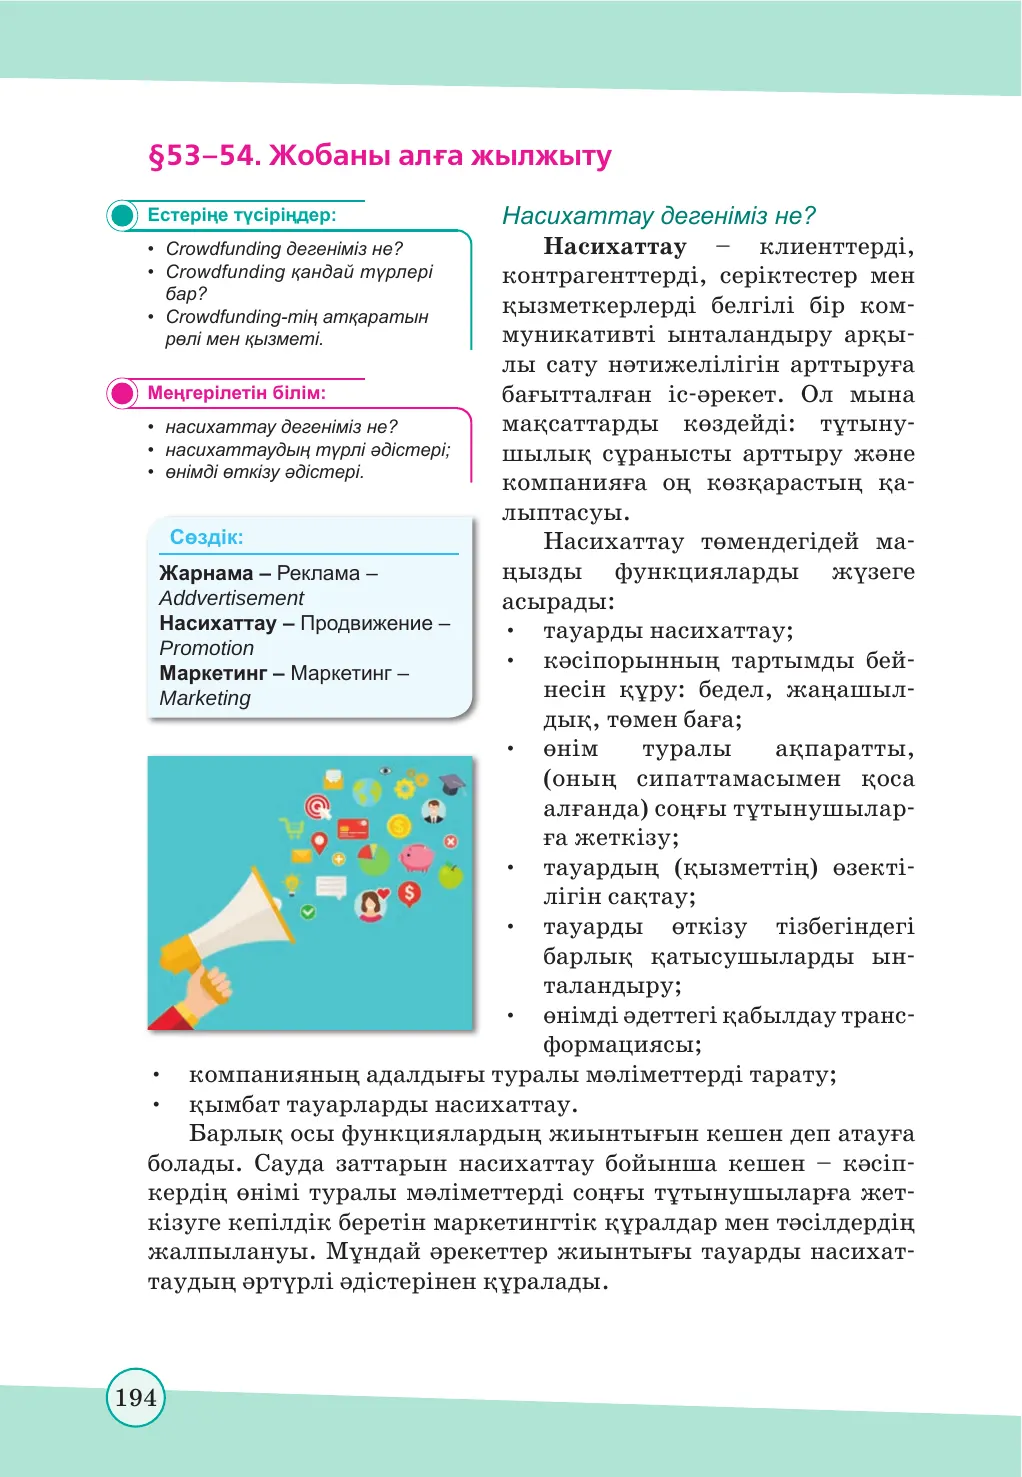 §53–54. Жобаны алға жылжыту
Естеріңе түсіріңдер:
• Crowdfunding дегеніміз не?
• Crowdfunding қандай түрлері
бар?
• Crowdfunding-тің атқаратын
рөлі мен қызметі.
Меңгерілетін білім:
• насихаттау дегеніміз не?
• насихаттаудың түрлі әдістері;
• өнімді өткізу әдістері.
Сөздік:
Жарнама – Реклама –
Addvertisement
Насихаттау – Продвижение –
Promotion
Маркетинг – Маркетинг –
Marketing
Насихаттау дегеніміз не?
Насихаттау – клиенттерді,
контрагенттерді, серіктестер мен
қызметкерлерді белгілі бір ком-
муникативті ынталандыру арқы-
лы сату нәтижелілігін арттыруға
бағытталған іс-әрекет. Ол мына
мақсаттарды көздейді: тұтыну-
шылық сұранысты арттыру және
компанияға оң көзқарастың қа-
лыптасуы.
Насихаттау төмендегідей ма-
ңызды функцияларды жүзеге
асырады:
• тауарды насихаттау;
• кәсіпорынның тартымды бей-
несін құру: бедел, жаңашыл-
дық, төмен баға;
• өнім туралы ақпаратты,
(оның сипаттамасымен қоса
алғанда) соңғы тұтынушылар-
ға жеткізу;
• тауардың (қызметтің) өзекті-
лігін сақтау;
• тауарды өткізу тізбегіндегі
барлық қатысушыларды ын-
таландыру;
• өнімді әдеттегі қабылдау транс-
формациясы;
• компанияның адалдығы туралы мәліметтерді тарату;
• қымбат тауарларды насихаттау.
Барлық осы функциялардың жиынтығын кешен деп атауға
болады. Сауда заттарын насихаттау бойынша кешен – кәсіп-
кердің өнімі туралы мәліметтерді соңғы тұтынушыларға жет-
кізуге кепілдік беретін маркетингтік құралдар мен тәсілдердің
жалпылануы. Мұндай әрекеттер жиынтығы тауарды насихат-
таудың әртүрлі әдістерінен құралады.
194